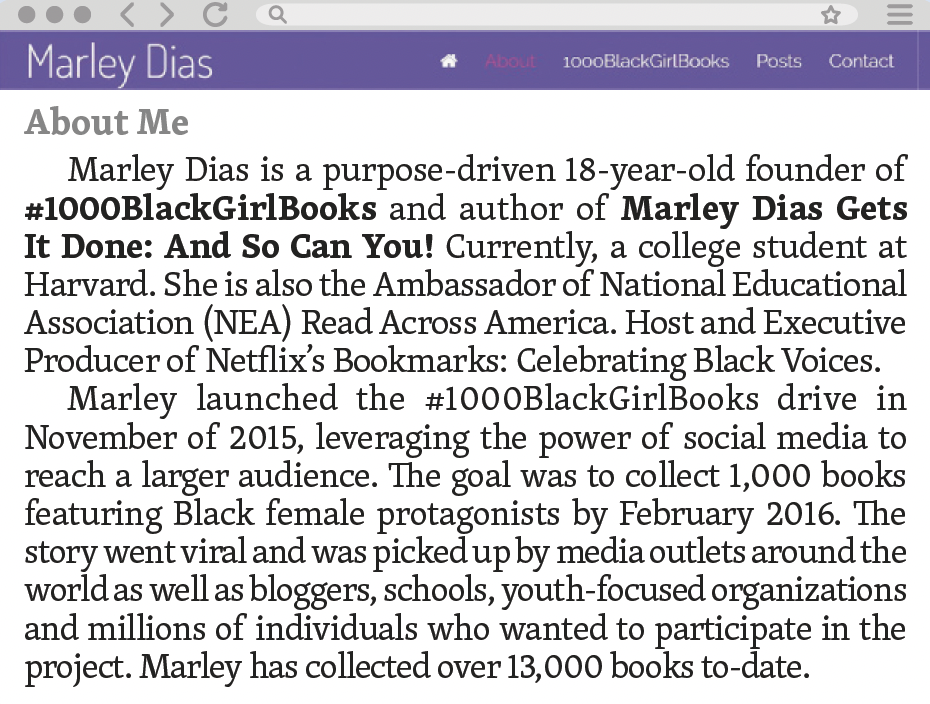 Marley Dias
About 1000BlackGirlBooks Posts Contact
About Me
Marley Dias is a purpose-driven 18-year-old founder of
#1000BlackGirlBooks and author of Marley Dias Gets
It Done: And So Can You! Currently, a college student at
Harvard. She is also the Ambassador of National Educational
Association (NEA) Read Across America. Host and Executive
Producer of Netflix’s Bookmarks: Celebrating Black Voices.
Marley launched the #1000BlackGirlBooks drive in
November of 2015, leveraging the power of social media to
reach a larger audience. The goal was to collect 1,000 books
featuring Black female protagonists by February 2016. The
story went viral and was picked up by media outlets around the
world as well as bloggers, schools, youth-focused organizations
and millions of individuals who wanted to participate in the
project. Marley has collected over 13,000 books to-date.